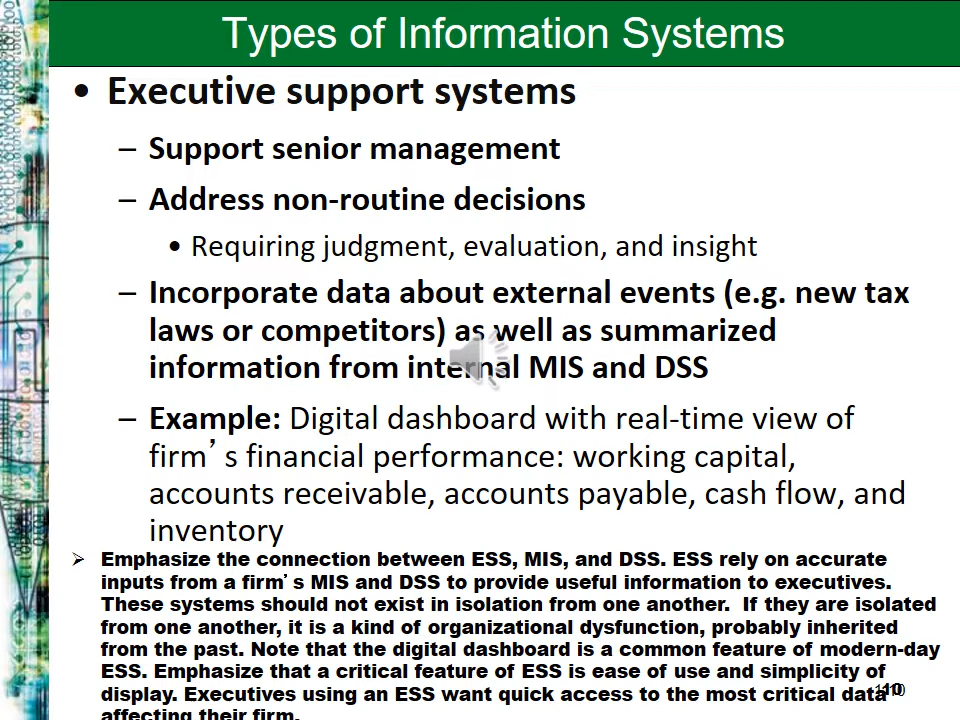 Types of Information Systems
• Executive support systems
– Support senior management
– Address non-routine decisions
• Requiring judgment, evaluation, and insight
– Incorporate data about external events (e.g. new tax
laws or competitors) as well as summarized
information from internal MIS and DSS
– Example: Digital dashboard with real-time view of
firm’s financial performance: working capital,
accounts receivable, accounts payable, cash flow, and
inventory
➢ Emphasize the connection between ESS, MIS, and DSS. ESS rely on accurate
inputs from a firm’s MIS and DSS to provide useful information to executives.
These systems should not exist in isolation from one another. If they are isolated
from one another, it is a kind of organizational dysfunction, probably inherited
from the past. Note that the digital dashboard is a common feature of modern-day
ESS. Emphasize that a critical feature of ESS is ease of use and simplicity of
display. Executives using an ESS want quick access to the most critical data
affecting their firm.